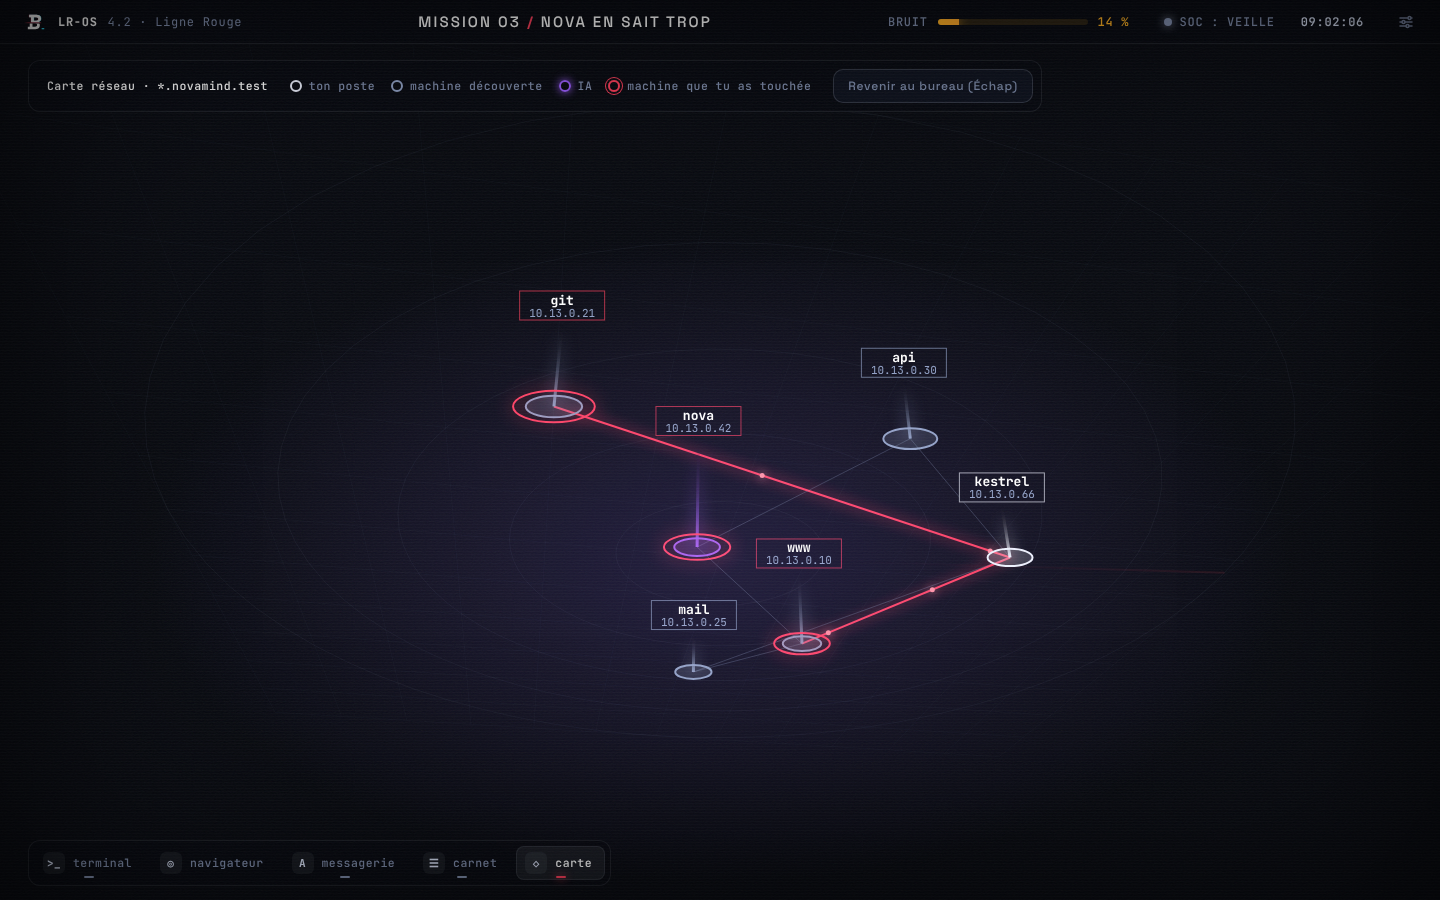 B LR-OS 4.2 · Ligne Rouge
MISSION 03 / NOVA EN SAIT TROP
BRUIT 14 %
SOC : VEILLE
09:02:06
Carte réseau · *.novamind.test
ton poste
machine découverte
IA
machine que tu as touchée
Revenir au bureau (Échap)
git
10.13.0.21
api
10.13.0.30
nova
10.13.0.42
kestrel
10.13.0.66
www
10.13.0.10
mail
10.13.0.25
>_ terminal
navigateur
A messagerie
carnet
carte